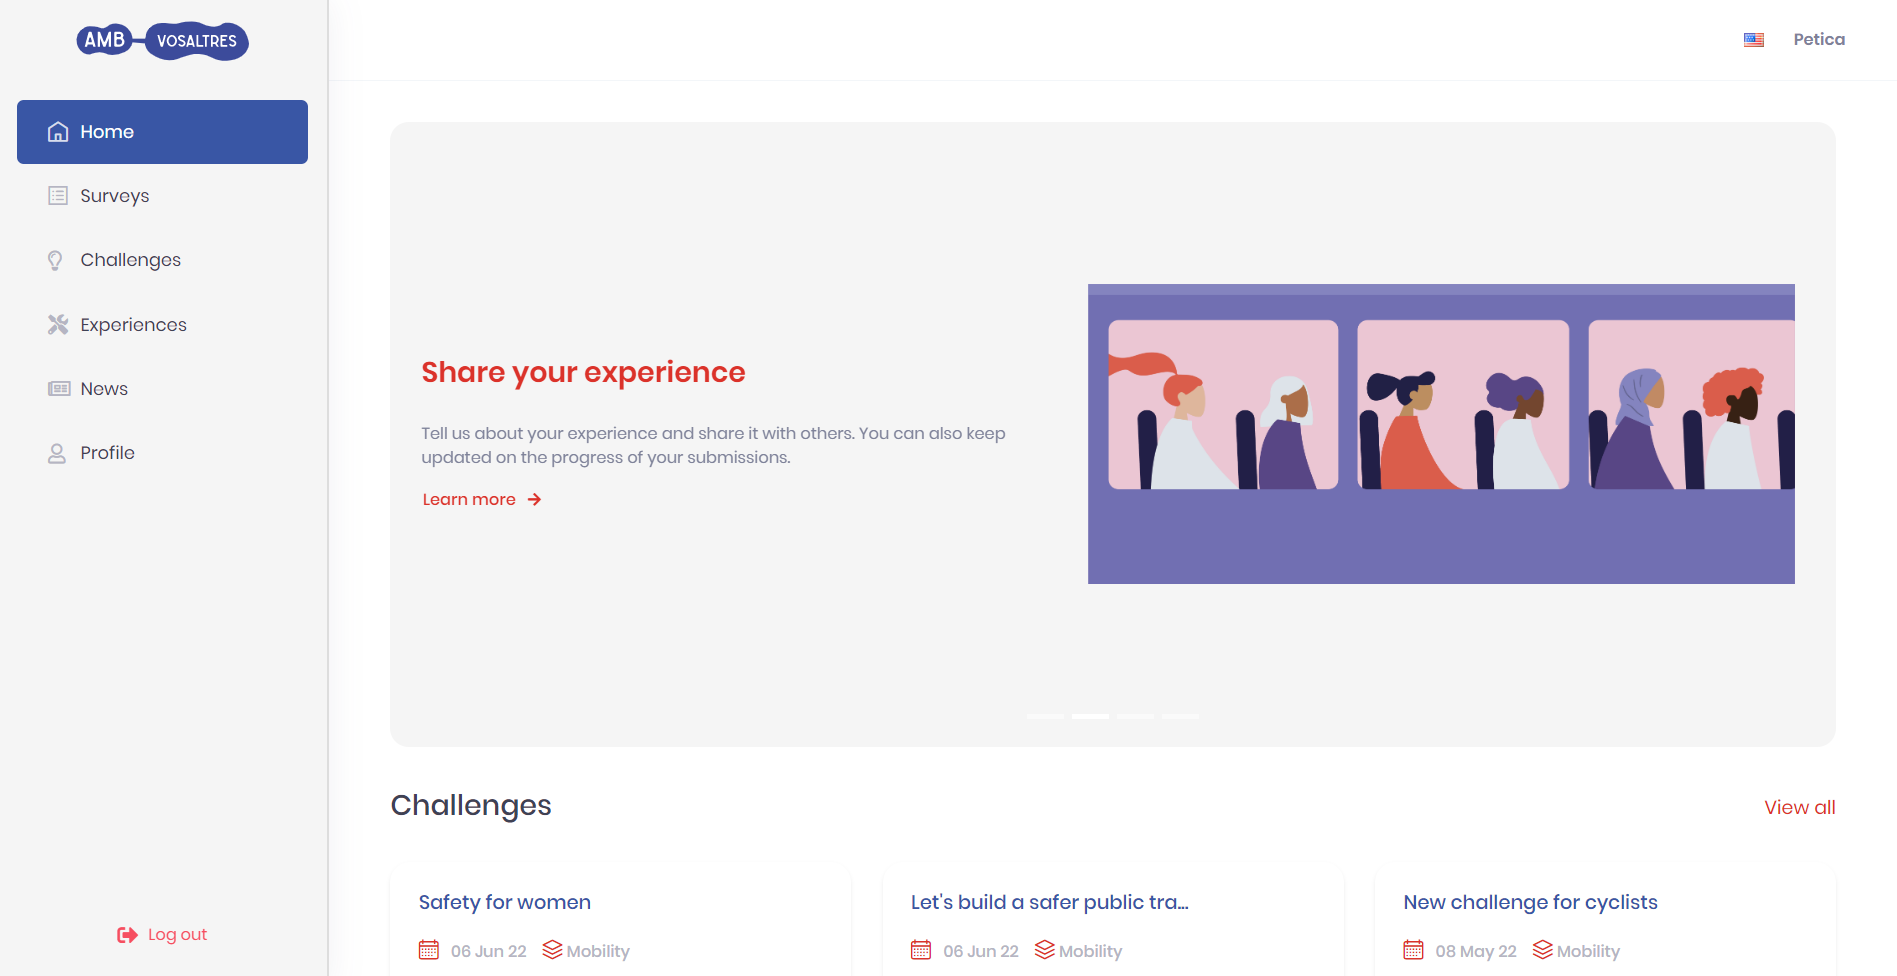 AMB VOSALTRES
Petica
Home
Surveys
Challenges
Experiences
News
Profile
Log out
Share your experience
Tell us about your experience and share it with others. You can also keep
updated on the progress of your submissions.
Learn more
Challenges
View all
Safety for women
06 Jun 22 Mobility
Let's build a safer public tra...
06 Jun 22 Mobility
New challenge for cyclists
08 May 22 Mobility